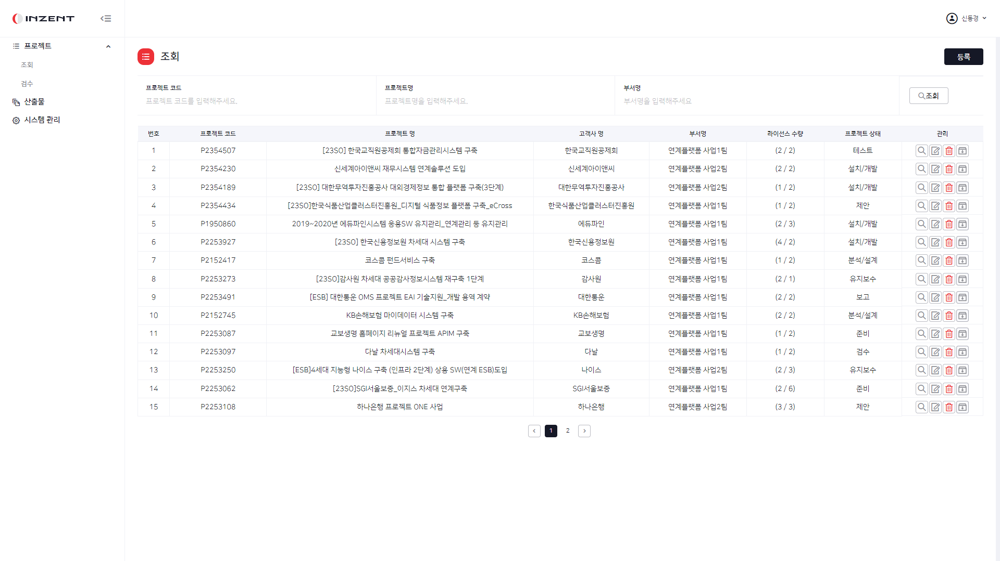 INZENT
신동경
프로젝트
조회
검수
산출물
시스템 관리
조회
등록
프로젝트 코드
프로젝트 코드를 입력해주세요.
프로젝트명
프로젝트명을 입력해주세요.
부서명
부서명을 입력해주세요
조회
번호 프로젝트 코드 프로젝트 명 고객사 명 부서명 라이선스 수량 프로젝트 상태 관리
1 P2354507 [23SO] 한국교직원공제회 통합자금관리시스템 구축 한국교직원공제회 연계플랫폼 사업1팀 (2 / 2) 테스트
2 P2354230 신세계아이앤씨 재무시스템 연계솔루션 도입 신세계아이앤씨 연계플랫폼 사업2팀 (2 / 2) 설치/개발
3 P2354189 [23SO] 대한무역투자진흥공사 대외경제정보 통합 플랫폼 구축(3단계) 대한무역투자진흥공사 연계플랫폼 사업2팀 (1 / 2) 설치/개발
4 P2354434 [23SO]한국식품산업클러스터진흥원_디지털 식품정보 플랫폼 구축_eCross 한국식품산업클러스터진흥원 연계플랫폼 사업1팀 (1 / 2) 제안
5 P1950860 2019~2020년 에듀파인시스템 응용SW 유지관리_연계관리 등 유지관리 에듀파인 연계플랫폼 사업1팀 (2 / 3) 설치/개발
6 P2253927 [23SO] 한국신용정보원 차세대 시스템 구축 한국신용정보원 연계플랫폼 사업1팀 (4 / 2) 설치/개발
7 P2152417 코스콤 펀드서비스 구축 코스콤 연계플랫폼 사업1팀 (1 / 2) 분석/설계
8 P2253273 [23SO]감사원 차세대 공공감사정보시스템 재구축 1단계 감사원 연계플랫폼 사업1팀 (2 / 1) 유지보수
9 P2253491 [ESB] 대한통운 OMS 프로젝트 EAI 기술지원_개발 용역 계약 대한통운 연계플랫폼 사업1팀 (2 / 2) 보고
10 P2152745 KB손해보험 마이데이터 시스템 구축 KB손해보험 연계플랫폼 사업1팀 (2 / 2) 분석/설계
11 P2253087 교보생명 홈페이지 리뉴얼 프로젝트 APIM 구축 교보생명 연계플랫폼 사업1팀 (1 / 2) 준비
12 P2253097 다날 차세대시스템 구축 다날 연계플랫폼 사업1팀 (1 / 2) 검수
13 P2253250 [ESB]4세대 지능형 나이스 구축 (인프라 2단계) 상용 SW(연계 ESB)도입 나이스 연계플랫폼 사업2팀 (2 / 3) 유지보수
14 P2253062 [23SO]SGI서울보증_이지스 차세대 연계구축 SGI서울보증 연계플랫폼 사업1팀 (2 / 6) 준비
15 P2253108 하나은행 프로젝트 ONE 사업 하나은행 연계플랫폼 사업2팀 (3 / 3) 제안
1 2